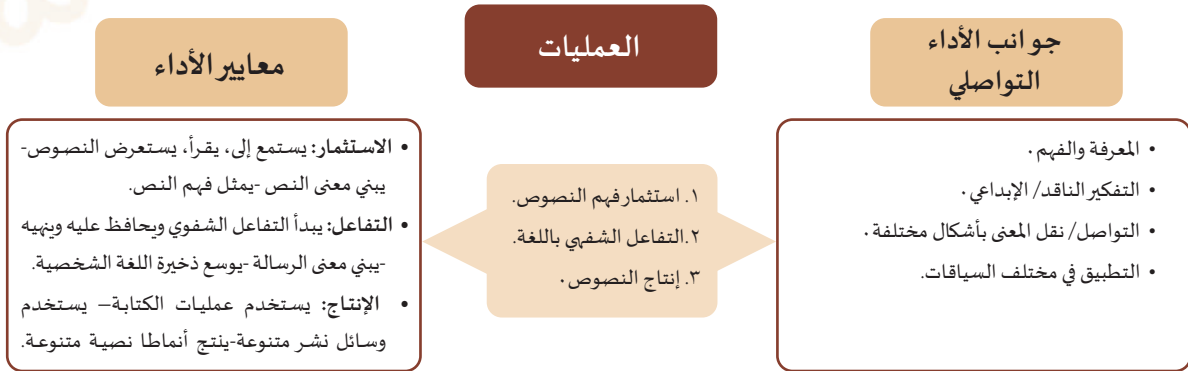 جوانب الأداء
التواصلي
العمليات
معايير الأداء
• المعرفة والفهم.
• التفكير الناقد/ الإبداعي.
• التواصل/ نقل المعنى بأشكال مختلفة.
• التطبيق في مختلف السياقات.
١. استثمار فهم النصوص.
٢. التفاعل الشفهي باللغة.
٣. إنتاج النصوص.
• الاستثمار: يستمع إلى، يقرأ، يستعرض النصوص-
يبني معنى النص -يمثل فهم النص.
• التفاعل: يبدأ التفاعل الشفوي ويحافظ عليه وينهيه
-يبني معنى الرسالة -يوسع ذخيرة اللغة الشخصية.
• الإنتاج: يستخدم عمليات الكتابة– يستخدم
وسائل نشر متنوعة-ينتج أنماطا نصية متنوعة.